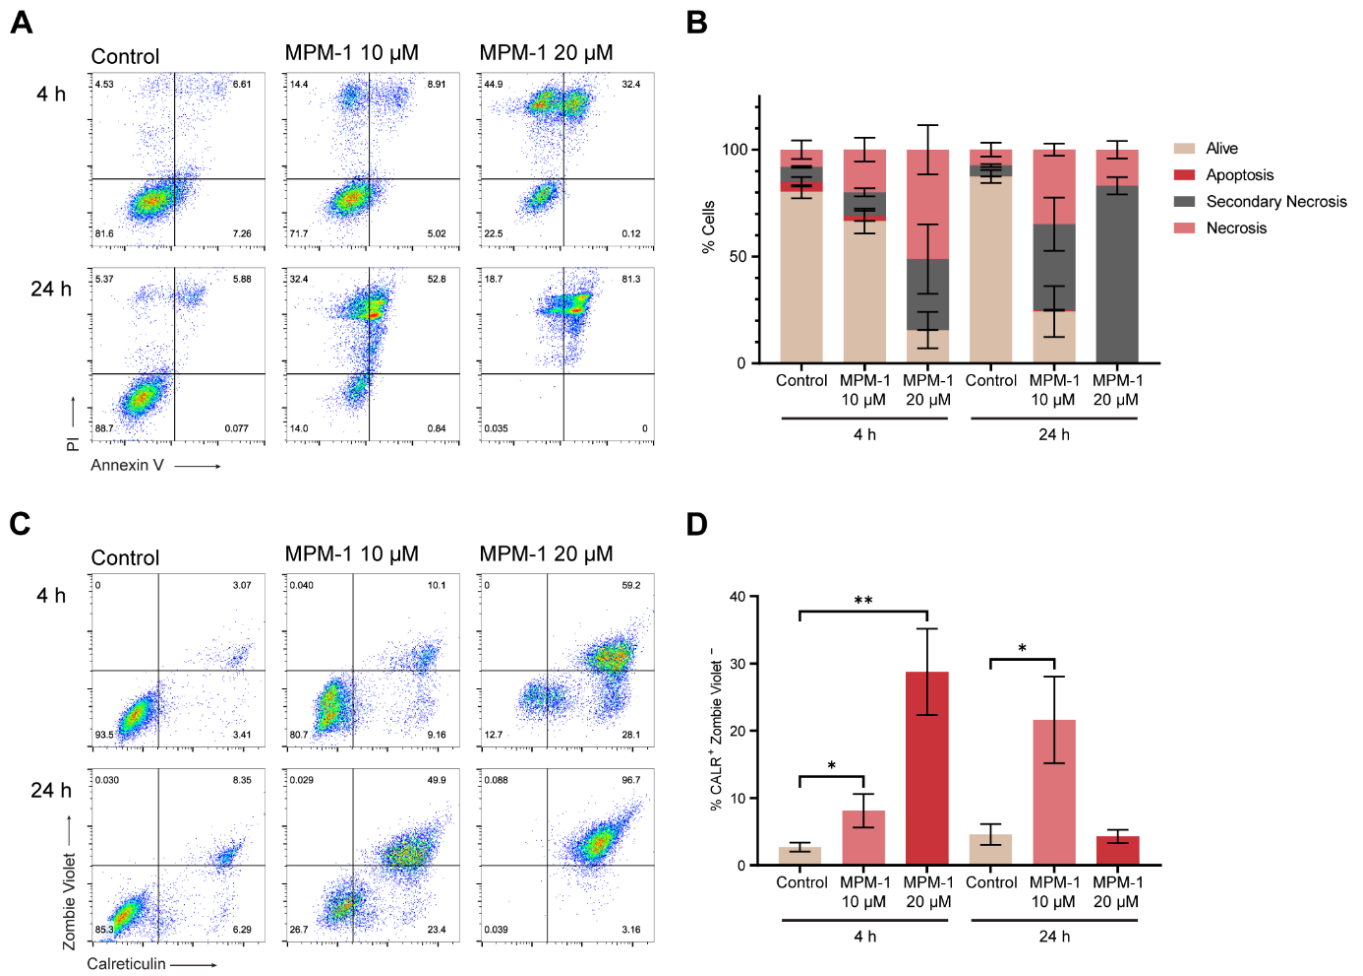 A
Control
MPM-1 10 µM
MPM-1 20 µM
4 h
4.53
6.61
81.6
7.26
14.4
8.91
71.7
5.02
44.9
32.4
22.5
0.12
24 h
5.37
5.88
88.7
0.077
32.4
52.8
14.0
0.84
18.7
81.3
0.035
0
PI
Annexin V
B
% Cells
100
50
0
Control
MPM-1
10 µM
MPM-1
20 µM
Control
MPM-1
10 µM
MPM-1
20 µM
4 h
24 h
Alive
Apoptosis
Secondary Necrosis
Necrosis
C
Control
MPM-1 10 µM
MPM-1 20 µM
4 h
0
3.07
93.5
3.41
0.040
10.1
80.7
9.16
0
59.2
12.7
28.1
24 h
0.030
8.35
85.3
6.29
0.029
49.9
26.7
23.4
0.088
96.7
0.039
3.16
Zombie Violet
Calreticulin
D
% CALR+ Zombie Violet −
40
30
20
10
0
*
**
*
Control
MPM-1
10 µM
MPM-1
20 µM
Control
MPM-1
10 µM
MPM-1
20 µM
4 h
24 h